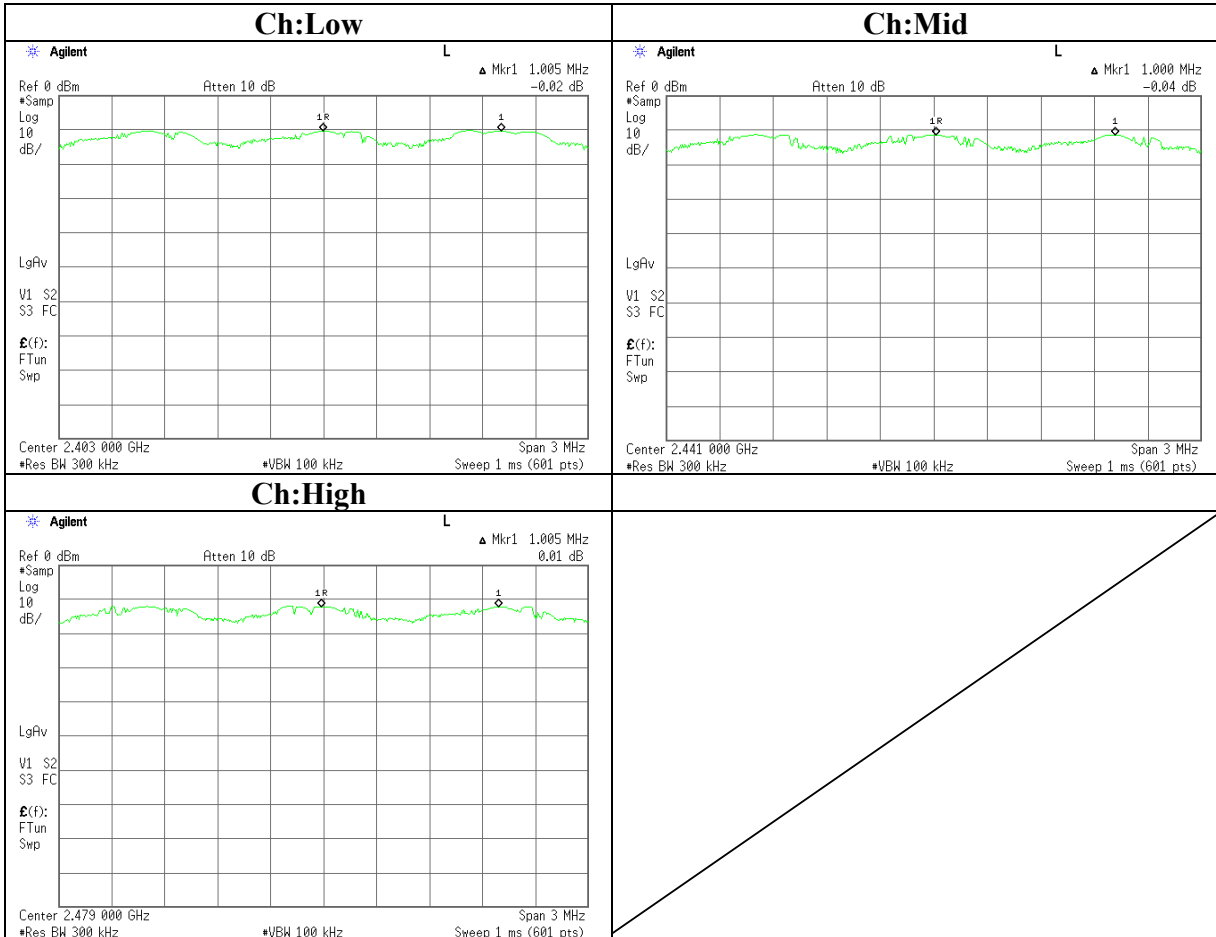 Ch:Low
Agilent
L
▵ Mkr1 1.005 MHz
Ref 0 dBm Atten 10 dB -0.02 dB
#Samp
Log
10
dB/
1R
1
LgAv
V1 S2
S3 FC
£(f):
FTun
Swp
Center 2.403 000 GHz Span 3 MHz
#Res BW 300 kHz #VBW 100 kHz Sweep 1 ms (601 pts)
Ch:Mid
Agilent
L
▵ Mkr1 1.000 MHz
Ref 0 dBm Atten 10 dB -0.04 dB
#Samp
Log
10
dB/
1R
1
LgAv
V1 S2
S3 FC
£(f):
FTun
Swp
Center 2.441 000 GHz Span 3 MHz
#Res BW 300 kHz #VBW 100 kHz Sweep 1 ms (601 pts)
Ch:High
Agilent
L
▵ Mkr1 1.005 MHz
Ref 0 dBm Atten 10 dB 0.01 dB
#Samp
Log
10
dB/
1R
1
LgAv
V1 S2
S3 FC
£(f):
FTun
Swp
Center 2.479 000 GHz Span 3 MHz
#Res BW 300 kHz #VBW 100 kHz Sweep 1 ms (601 pts)